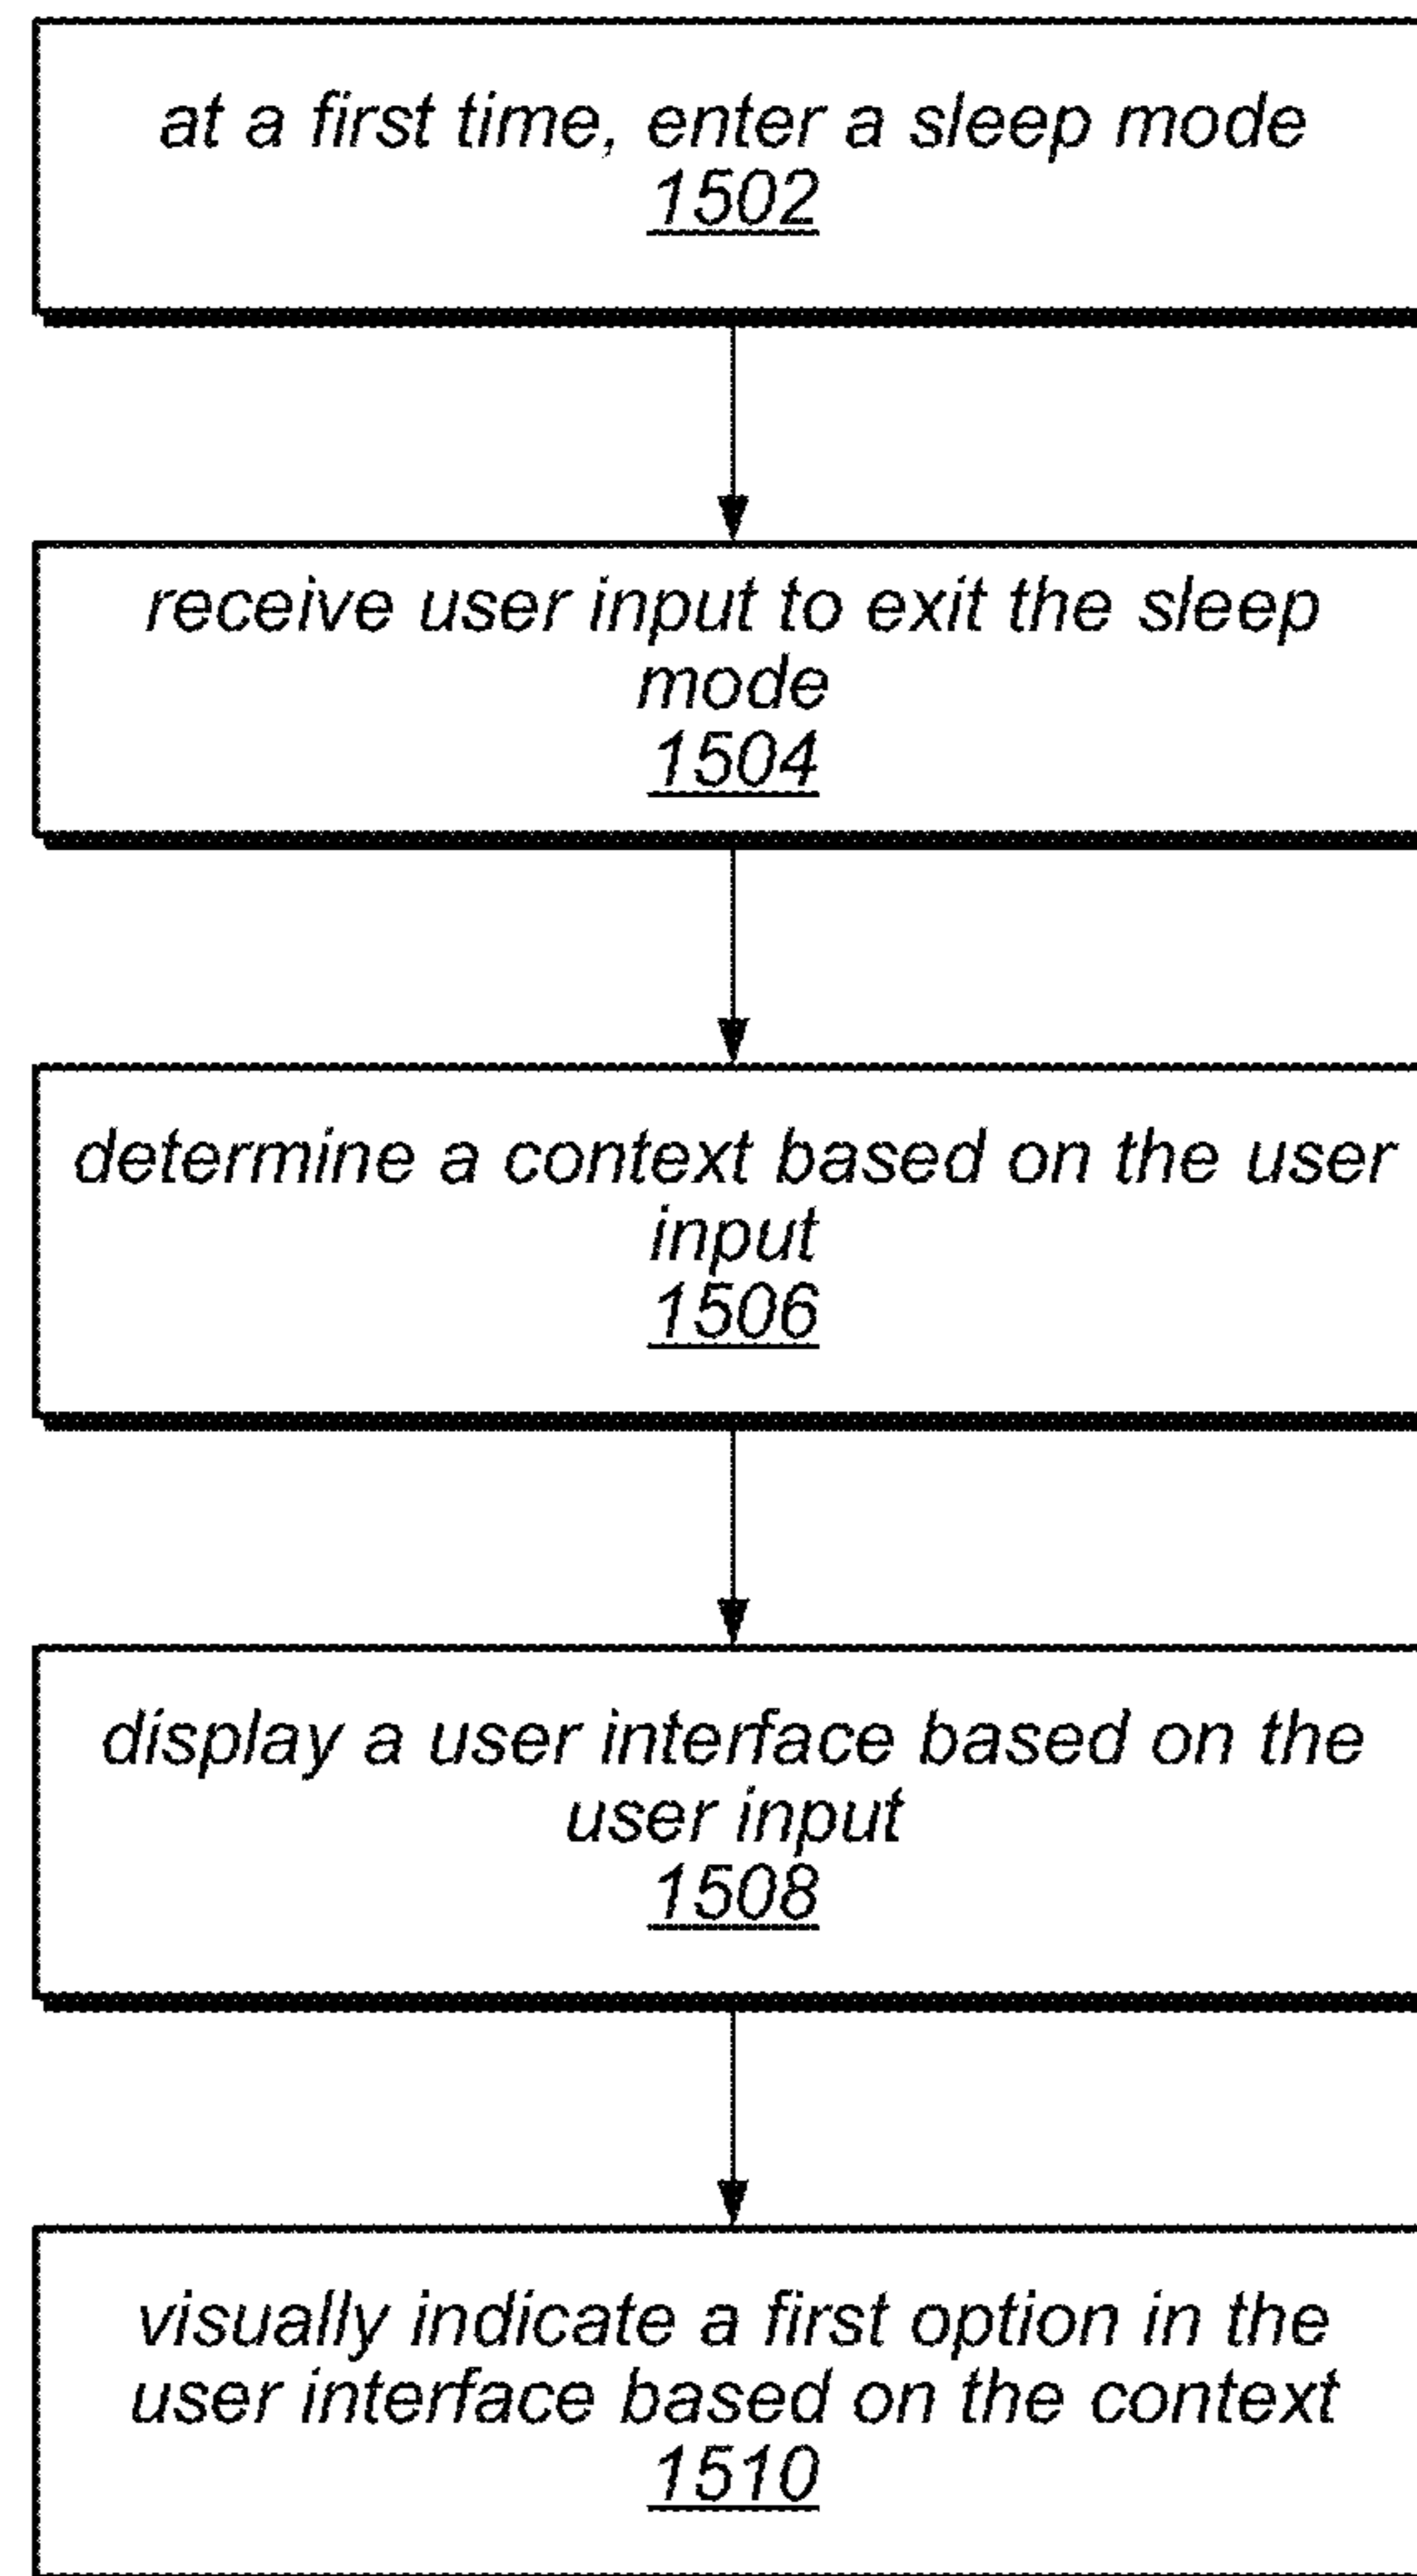 at a first time, enter a sleep mode
1502
receive user input to exit the sleep
mode
1504
determine a context based on the user
input
1506
display a user interface based on the
user input
1508
visually indicate a first option in the
user interface based on the context
1510